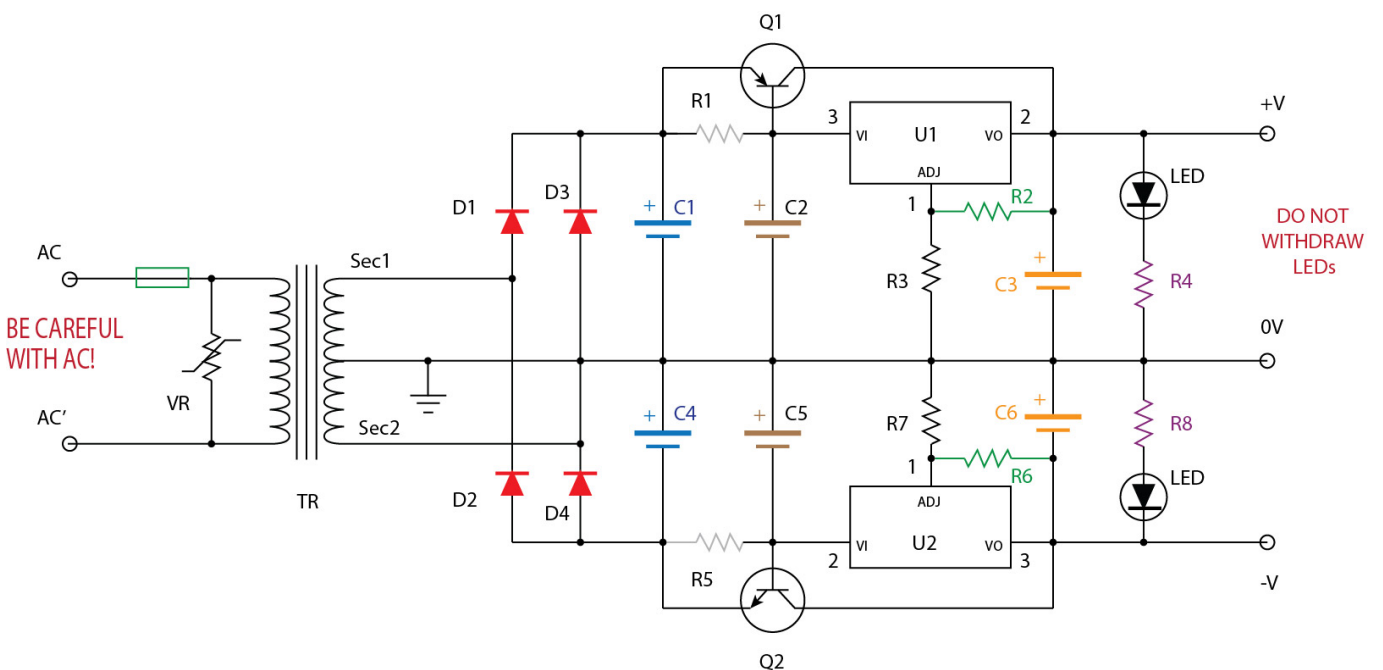 Q1
R1
3
VI
U1
VO
2
+V
ADJ
LED
D1
D3
+
C1
+
C2
1
R2
DO NOT
WITHDRAW
LEDs
AC
Sec1
R3
C3
+
R4
BE CAREFUL
WITH AC!
VR
0V
AC'
Sec2
+
C4
+
C5
R7
C6
+
R8
1
R6
TR
D2
D4
ADJ
LED
R5
2
VI
U2
VO
3
-V
Q2